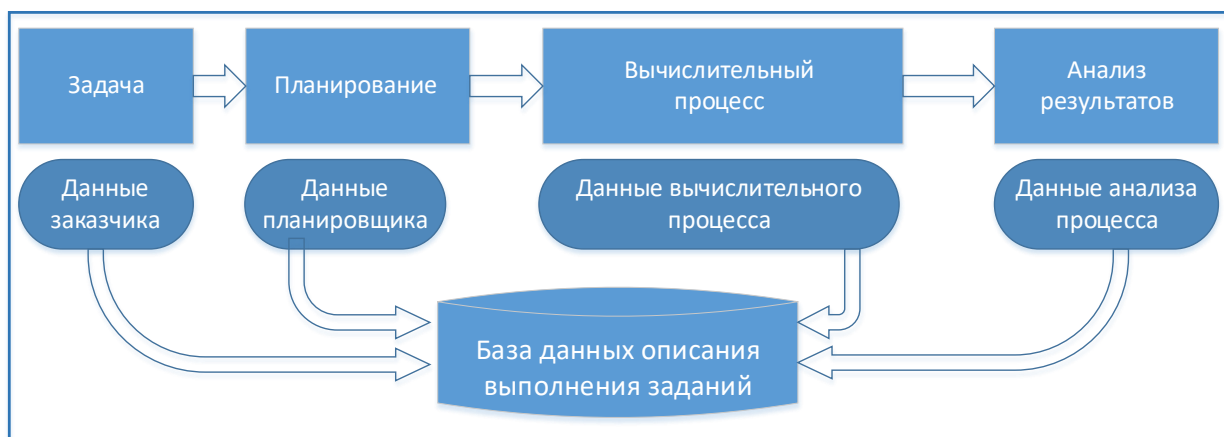 Задача
Планирование
Вычислительный
процесс
Анализ
результатов
Данные
заказчика
Данные
планировщика
Данные вычислительного
процесса
Данные анализа
процесса
База данных описания
выполнения заданий